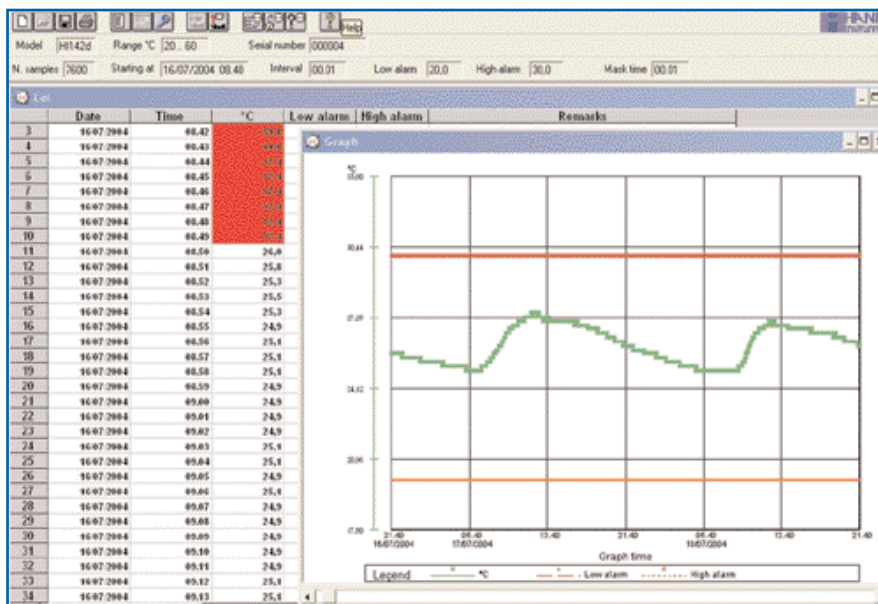 Help
HANNA
Model HI142d Range °C 20 .. 60 Serial number 000004
N. samples 7600 Starting at 16/07/2004 08.40 Interval 00.01 Low alarm 20,0 High alarm 30,0 Mask time 00.01
Date Time °C Low alarm High alarm Remarks
3 16/07/2004 08.42
4 16/07/2004 08.43
5 16/07/2004 08.44
6 16/07/2004 08.45
7 16/07/2004 08.46
8 16/07/2004 08.47
9 16/07/2004 08.48
10 16/07/2004 08.49
11 16/07/2004 08.50 26,0
12 16/07/2004 08.51 25,8
13 16/07/2004 08.52 25,3
14 16/07/2004 08.53 25,5
15 16/07/2004 08.54 25,3
16 16/07/2004 08.55 24,9
17 16/07/2004 08.56 25,1
18 16/07/2004 08.57 25,1
19 16/07/2004 08.58 25,1
20 16/07/2004 08.59 24,9
21 16/07/2004 09.00 24,9
22 16/07/2004 09.01 24,9
23 16/07/2004 09.02 24,9
24 16/07/2004 09.03 25,1
25 16/07/2004 09.04 25,1
26 16/07/2004 09.05 24,9
27 16/07/2004 09.06 25,1
28 16/07/2004 09.07 24,9
29 16/07/2004 09.08 24,9
30 16/07/2004 09.09 24,9
31 16/07/2004 09.10 24,9
32 16/07/2004 09.11 24,9
33 16/07/2004 09.12 25,1
34 16/07/2004 09.13 25,1
Graph
°C
21.40 06.40 13.40 21.40 06.40 13.40 21.40
16/07/2004 17/07/2004 18/07/2004
Graph time
Legend °C Low alarm High alarm